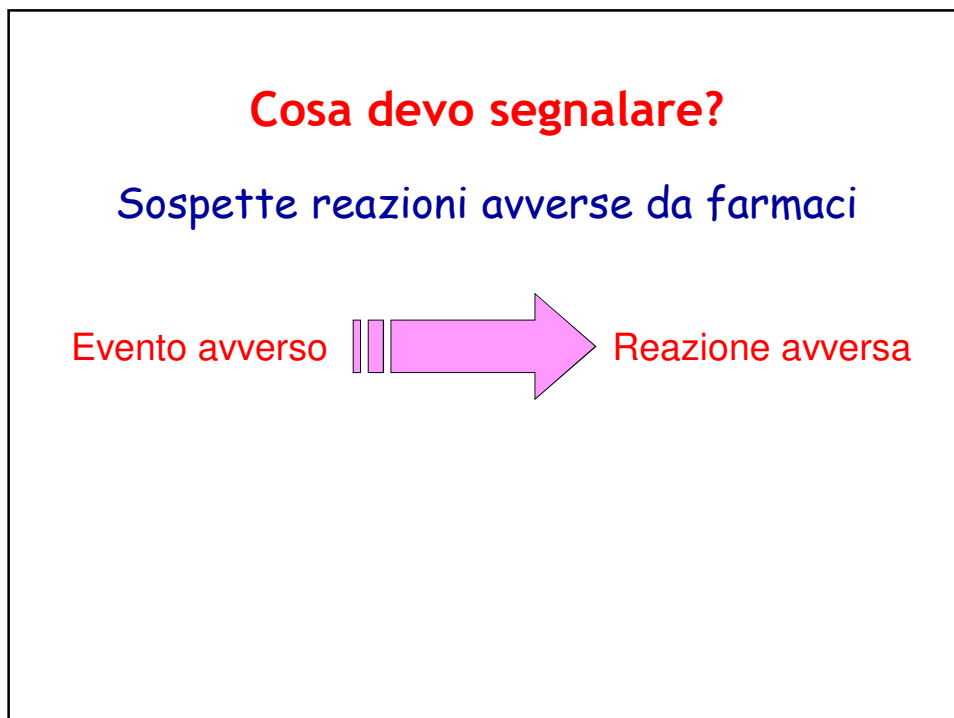 Cosa devo segnalare?
Sospette reazioni avverse da farmaci
Evento avverso Reazione avversa